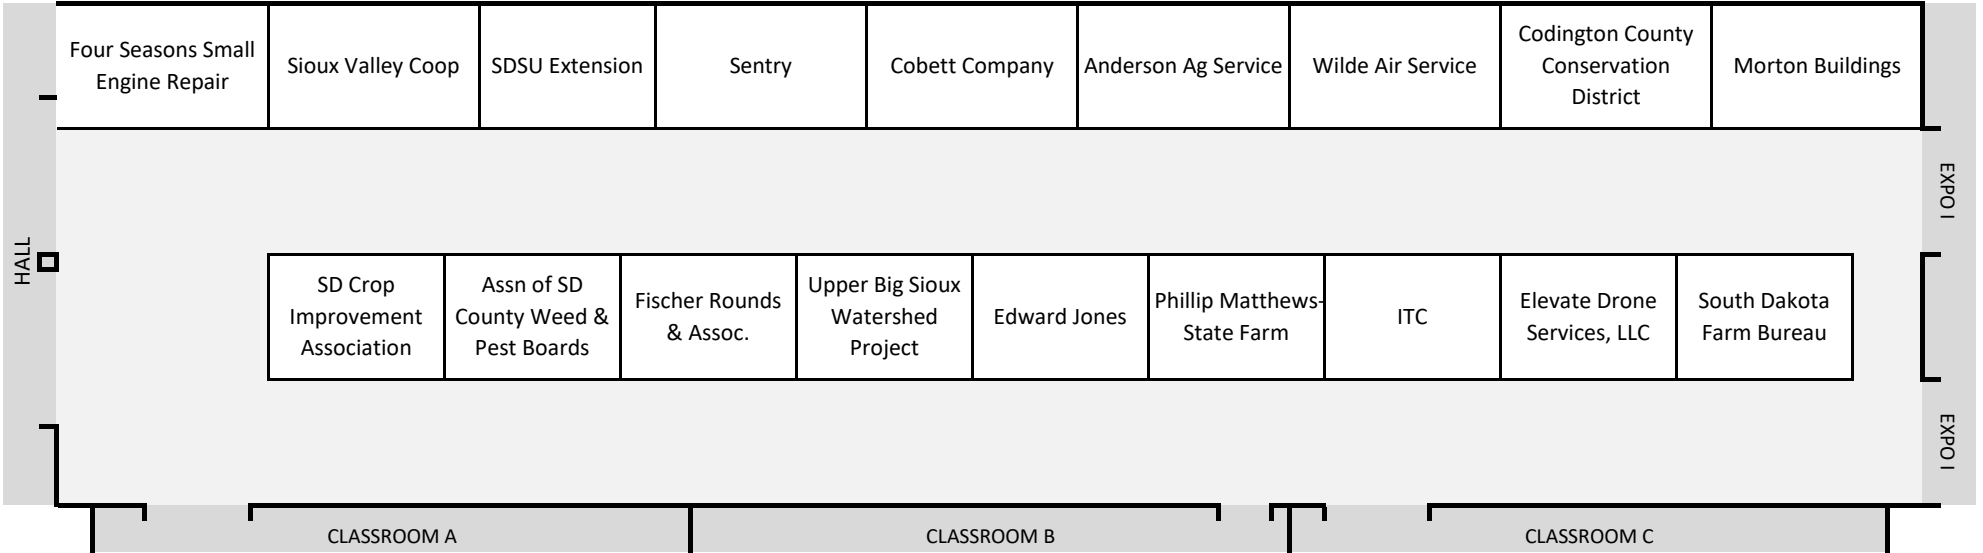 Four Seasons Small
Engine Repair
Sioux Valley Coop
SDSU Extension
Sentry
Cobett Company
Anderson Ag Service
Wilde Air Service
Codington County
Conservation
District
Morton Buildings
EXPO I
HALL
SD Crop
Improvement
Association
Assn of SD
County Weed &
Pest Boards
Fischer Rounds
& Assoc.
Upper Big Sioux
Watershed
Project
Edward Jones
Phillip Matthews-
State Farm
ITC
Elevate Drone
Services, LLC
South Dakota
Farm Bureau
EXPO I
CLASSROOM A
CLASSROOM B
CLASSROOM C